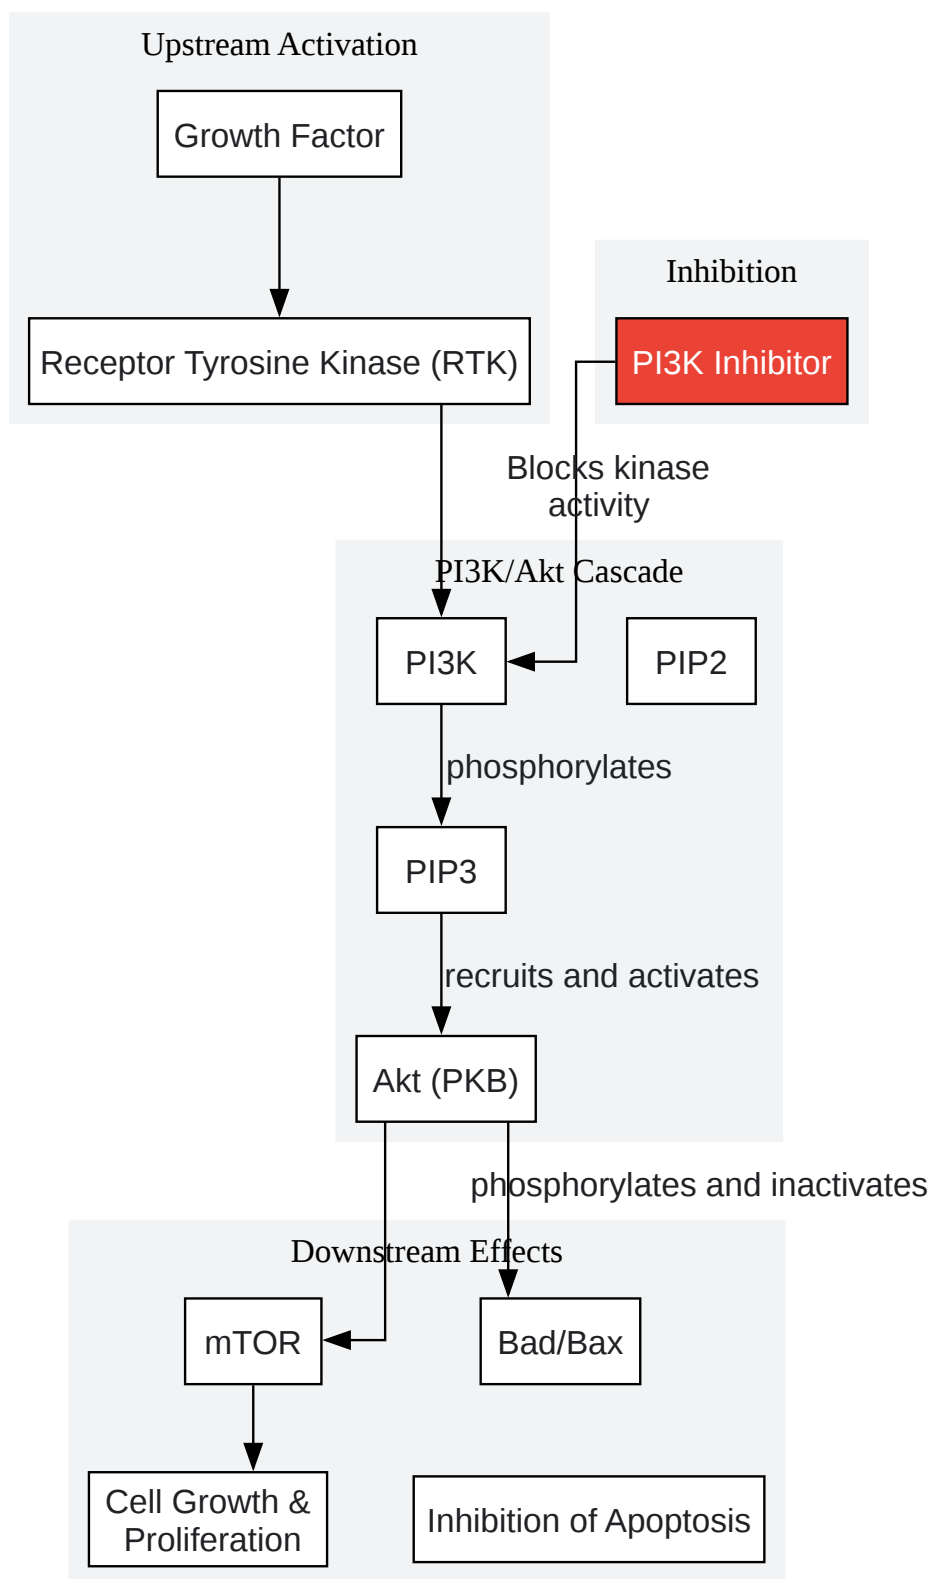 Upstream Activation
Growth Factor
Inhibition
Receptor Tyrosine Kinase (RTK)
PI3K Inhibitor
Blocks kinase
activity
PI3K/Akt Cascade
PI3K
PIP2
phosphorylates
PIP3
recruits and activates
Akt (PKB)
phosphorylates and inactivates
Downstream Effects
mTOR
Bad/Bax
Cell Growth &
Proliferation
Inhibition of Apoptosis